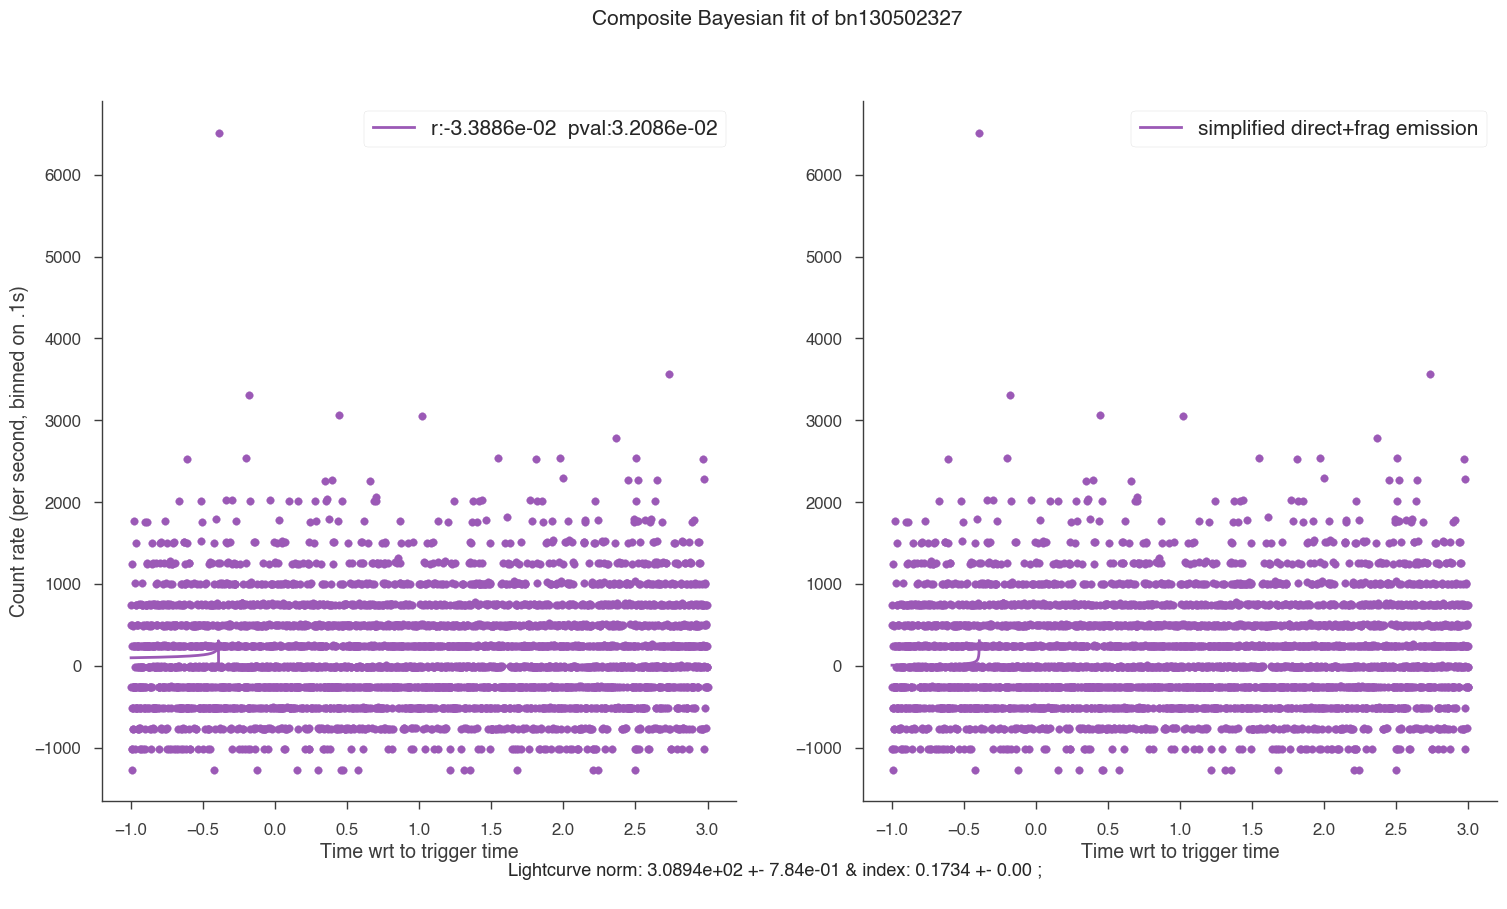 Composite Bayesian fit of bn130502327
r:-3.3886e-02  pval:3.2086e-02
6000
5000
4000
3000
2000
1000
0
−1000
Count rate (per second, binned on .1s)
−1.0 −0.5 0.0 0.5 1.0 1.5 2.0 2.5 3.0
Time wrt to trigger time
simplified direct+frag emission
6000
5000
4000
3000
2000
1000
0
−1000
−1.0 −0.5 0.0 0.5 1.0 1.5 2.0 2.5 3.0
Time wrt to trigger time
Lightcurve norm: 3.0894e+02 +- 7.84e-01 & index: 0.1734 +- 0.00 ;